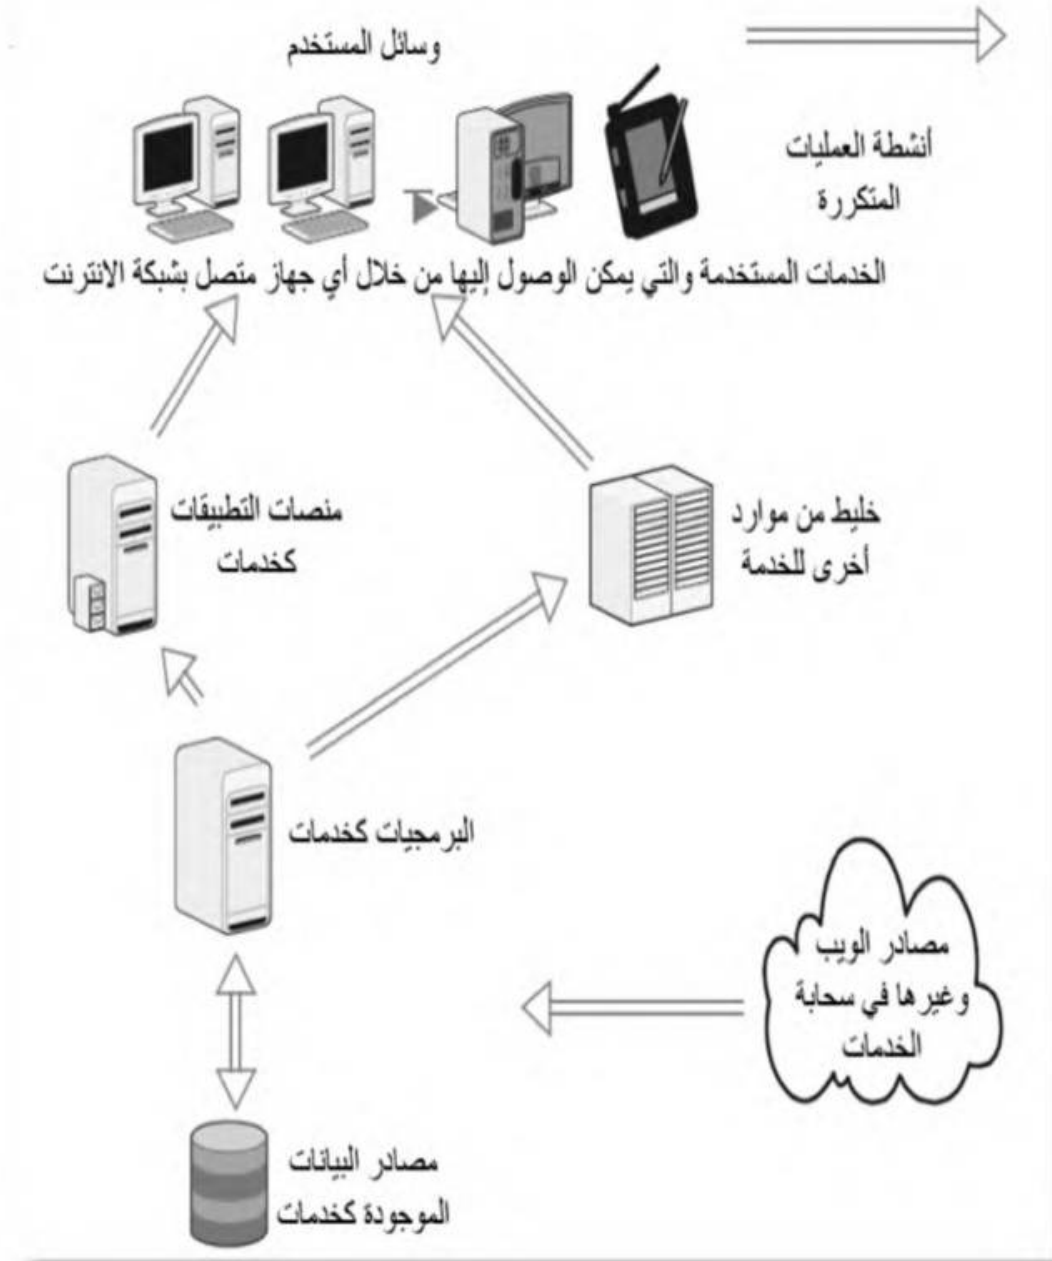 وسائل المستخدم
أنشطة العمليات
المتكررة
الخدمات المستخدمة والتي يمكن الوصول إليها من خلال أي جهاز متصل بشبكة الانترنت
منصات التطبيقات
كخدمات
خليط من موارد
أخرى للخدمة
البرمجيات كخدمات
مصادر الويب
وغيرها في سحابة
الخدمات
مصادر البيانات
الموجودة كخدمات